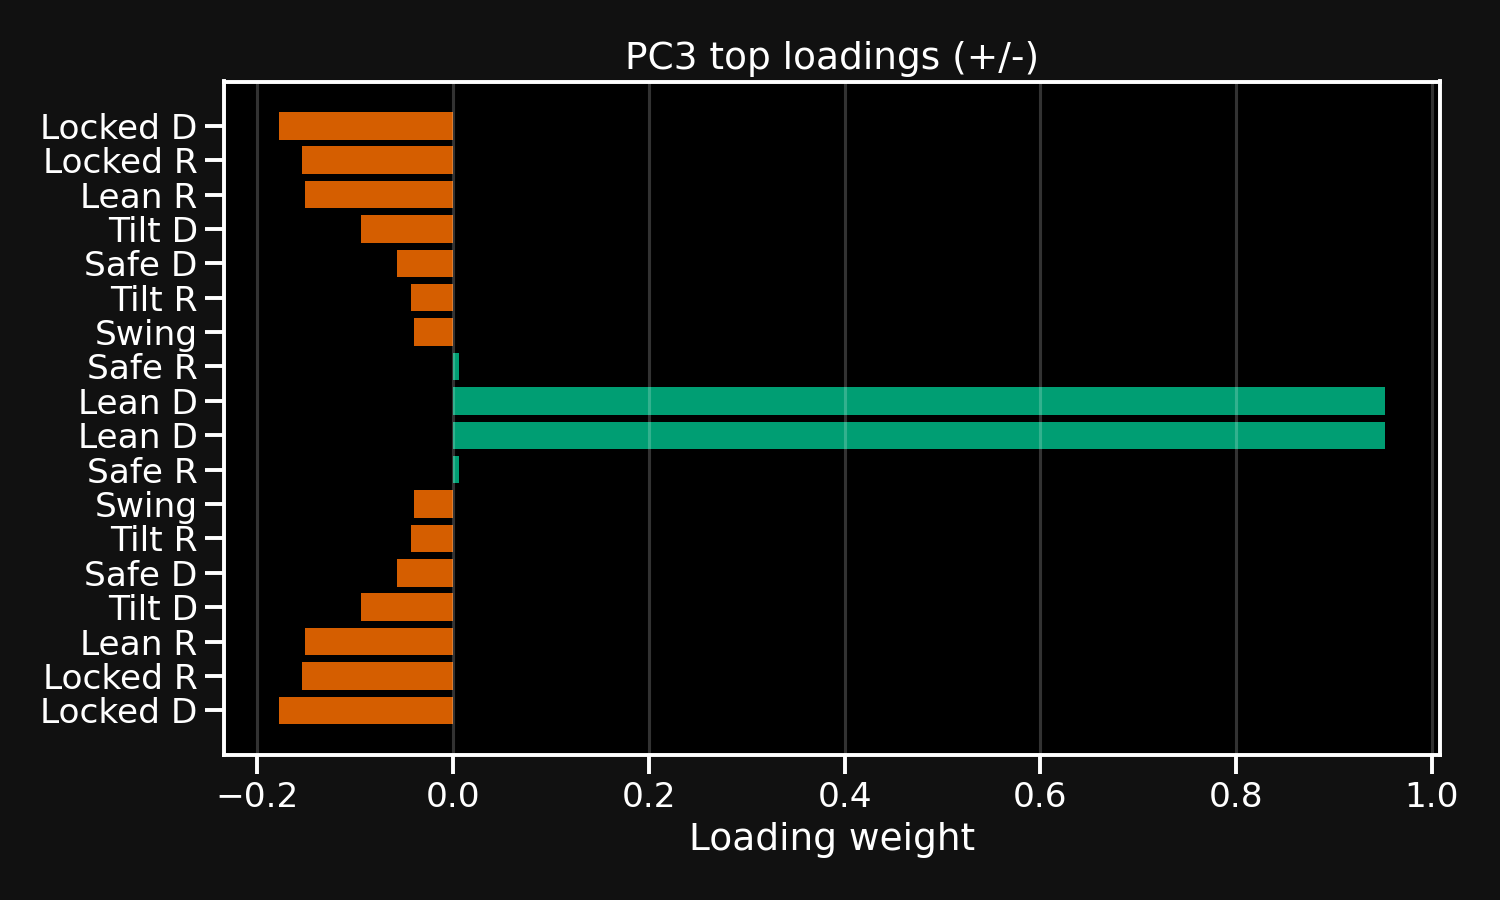 PC3 top loadings (+/-)
Locked D
Locked R
Lean R
Tilt D
Safe D
Tilt R
Swing
Safe R
Lean D
Lean D
Safe R
Swing
Tilt R
Safe D
Tilt D
Lean R
Locked R
Locked D
−0.2 0.0 0.2 0.4 0.6 0.8 1.0
Loading weight